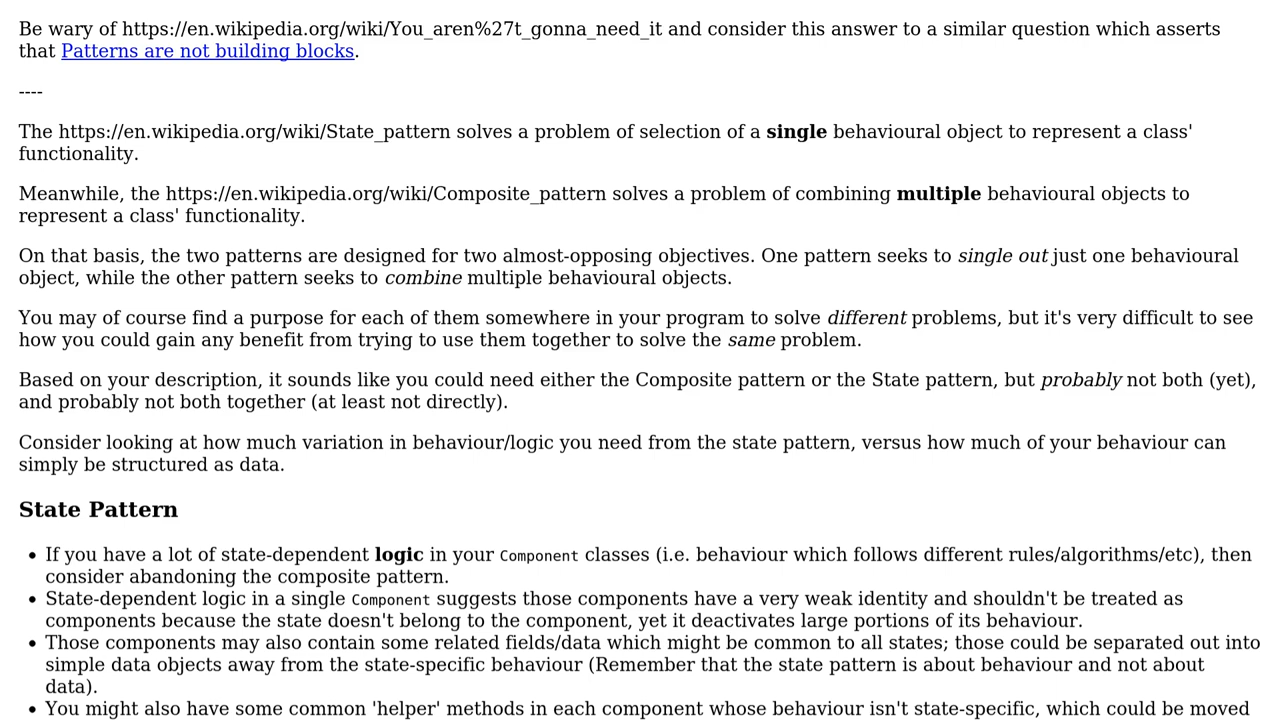 Be wary of https://en.wikipedia.org/wiki/You_aren%27t_gonna_need_it and consider this answer to a similar question which asserts
that Patterns are not building blocks.
----
The https://en.wikipedia.org/wiki/State_pattern solves a problem of selection of a single behavioural object to represent a class'
functionality.
Meanwhile, the https://en.wikipedia.org/wiki/Composite_pattern solves a problem of combining multiple behavioural objects to
represent a class' functionality.
On that basis, the two patterns are designed for two almost-opposing objectives. One pattern seeks to single out just one behavioural
object, while the other pattern seeks to combine multiple behavioural objects.
You may of course find a purpose for each of them somewhere in your program to solve different problems, but it's very difficult to see
how you could gain any benefit from trying to use them together to solve the same problem.
Based on your description, it sounds like you could need either the Composite pattern or the State pattern, but probably not both (yet),
and probably not both together (at least not directly).
Consider looking at how much variation in behaviour/logic you need from the state pattern, versus how much of your behaviour can
simply be structured as data.
State Pattern
• If you have a lot of state-dependent logic in your Component classes (i.e. behaviour which follows different rules/algorithms/etc), then
consider abandoning the composite pattern.
• State-dependent logic in a single Component suggests those components have a very weak identity and shouldn't be treated as
components because the state doesn't belong to the component, yet it deactivates large portions of its behaviour.
• Those components may also contain some related fields/data which might be common to all states; those could be separated out into
simple data objects away from the state-specific behaviour (Remember that the state pattern is about behaviour and not about
data).
• You might also have some common 'helper' methods in each component whose behaviour isn't state-specific, which could be moved